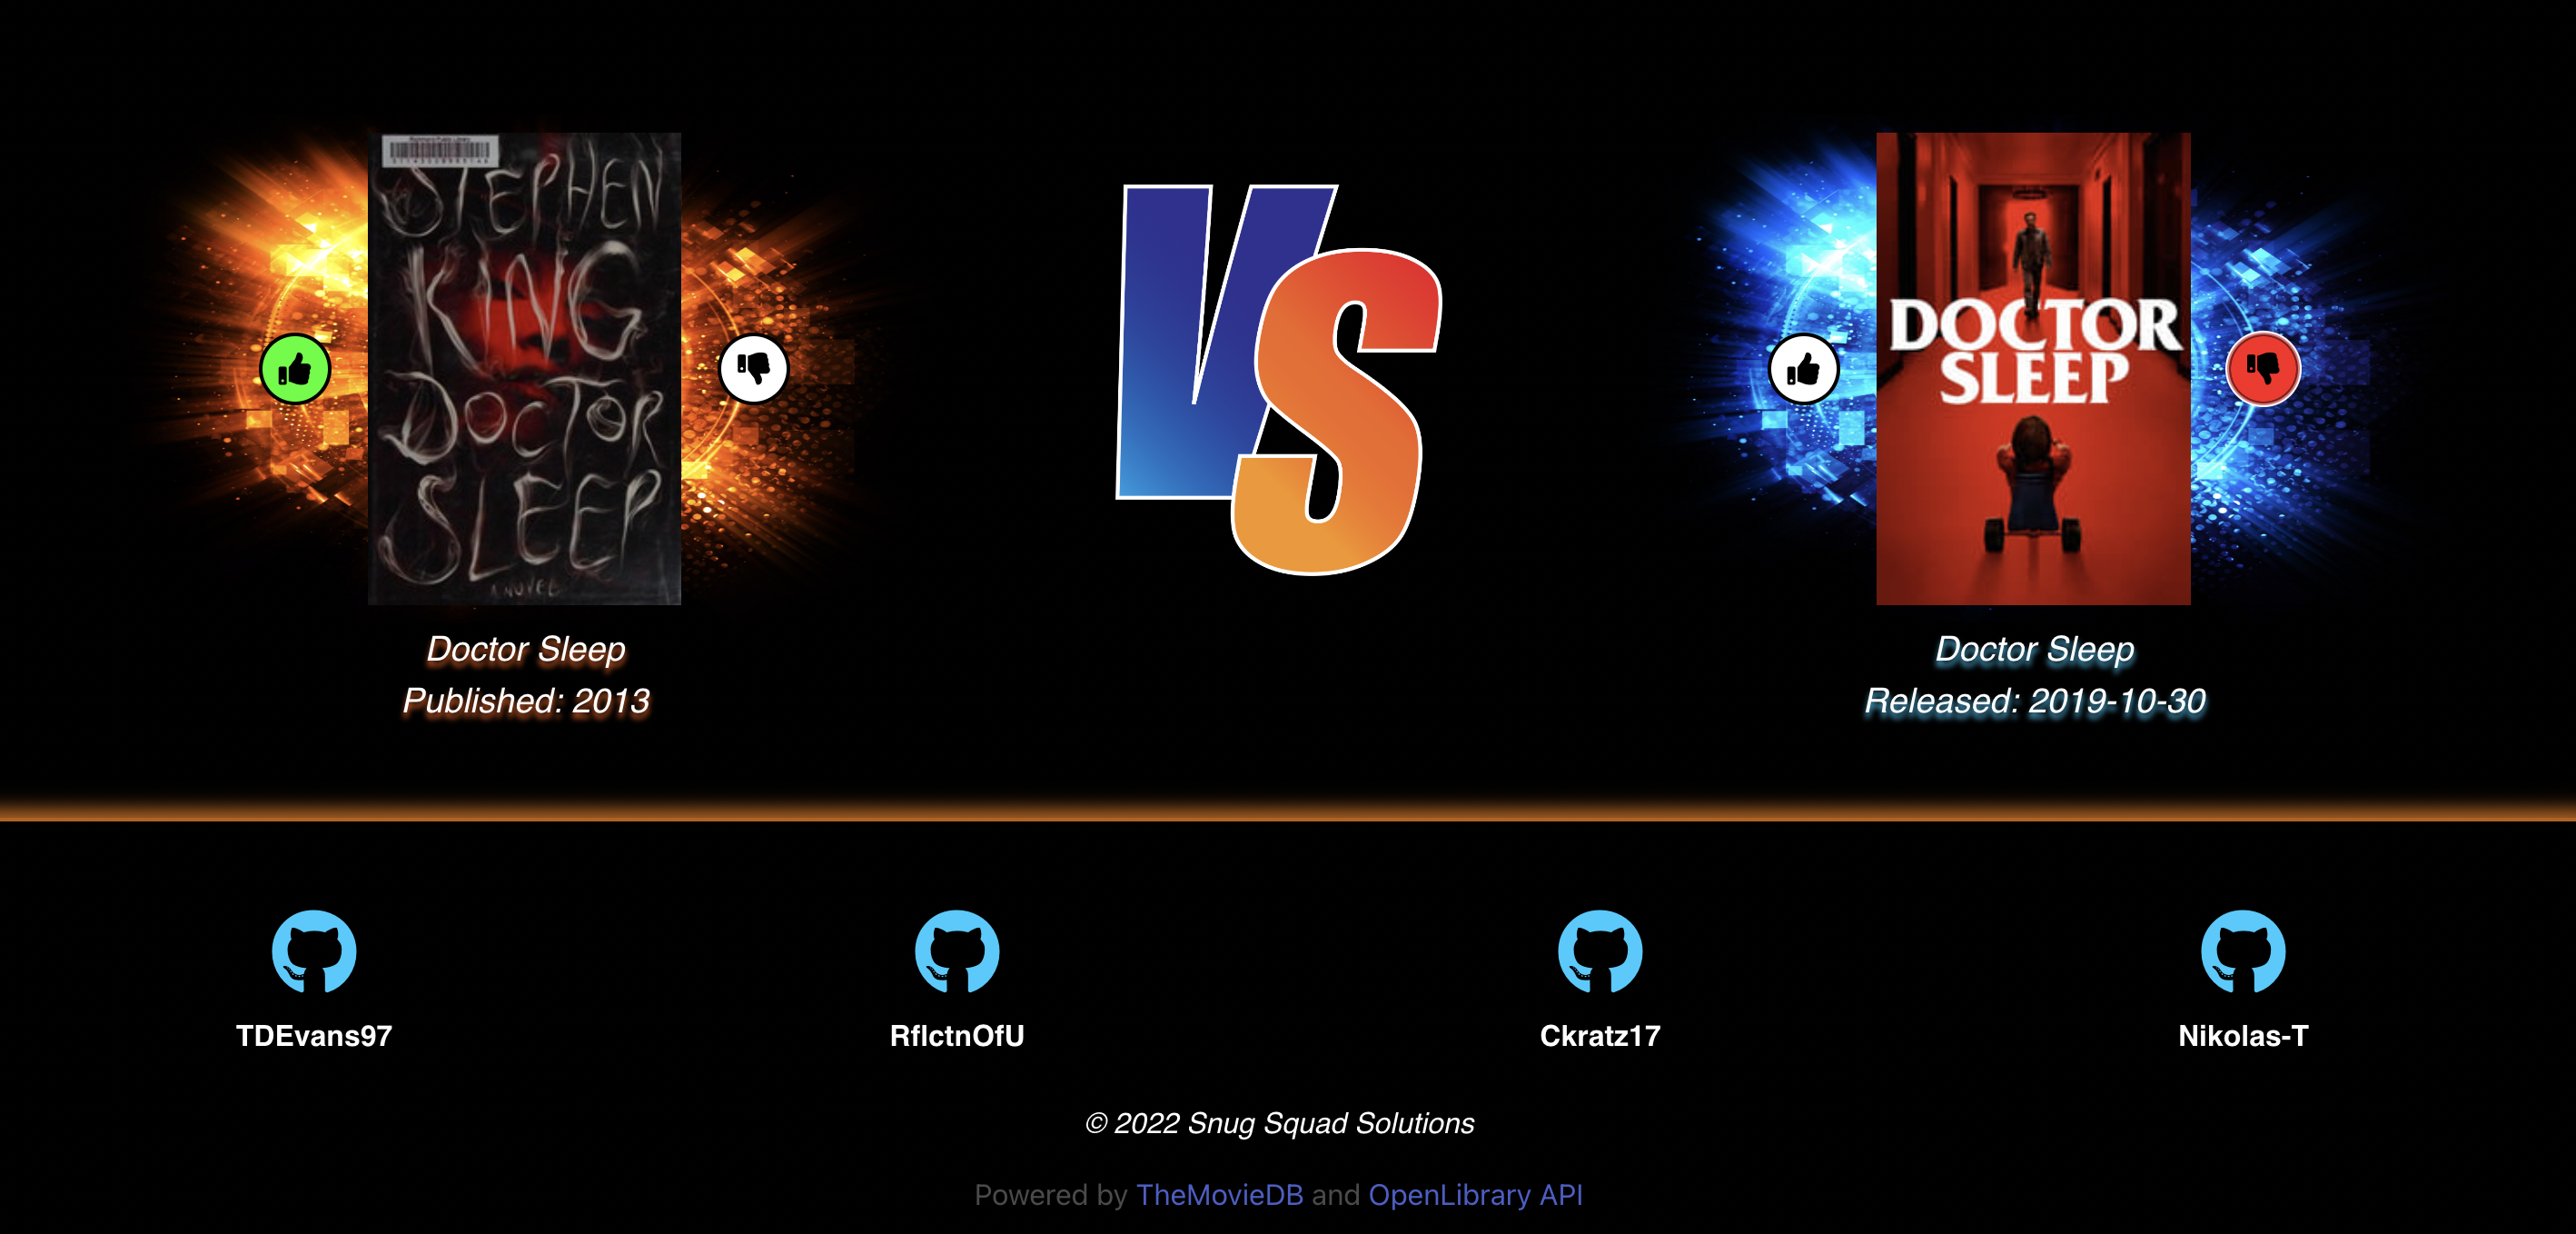 STEPHEN
KING
DOCTOR
SLEEP
A NOVEL
VS
DOCTOR
SLEEP
Doctor Sleep
Published: 2013
Doctor Sleep
Released: 2019-10-30
TDEvans97
RflctnOfU
Ckratz17
Nikolas-T
© 2022 Snug Squad Solutions
Powered by TheMovieDB and OpenLibrary API